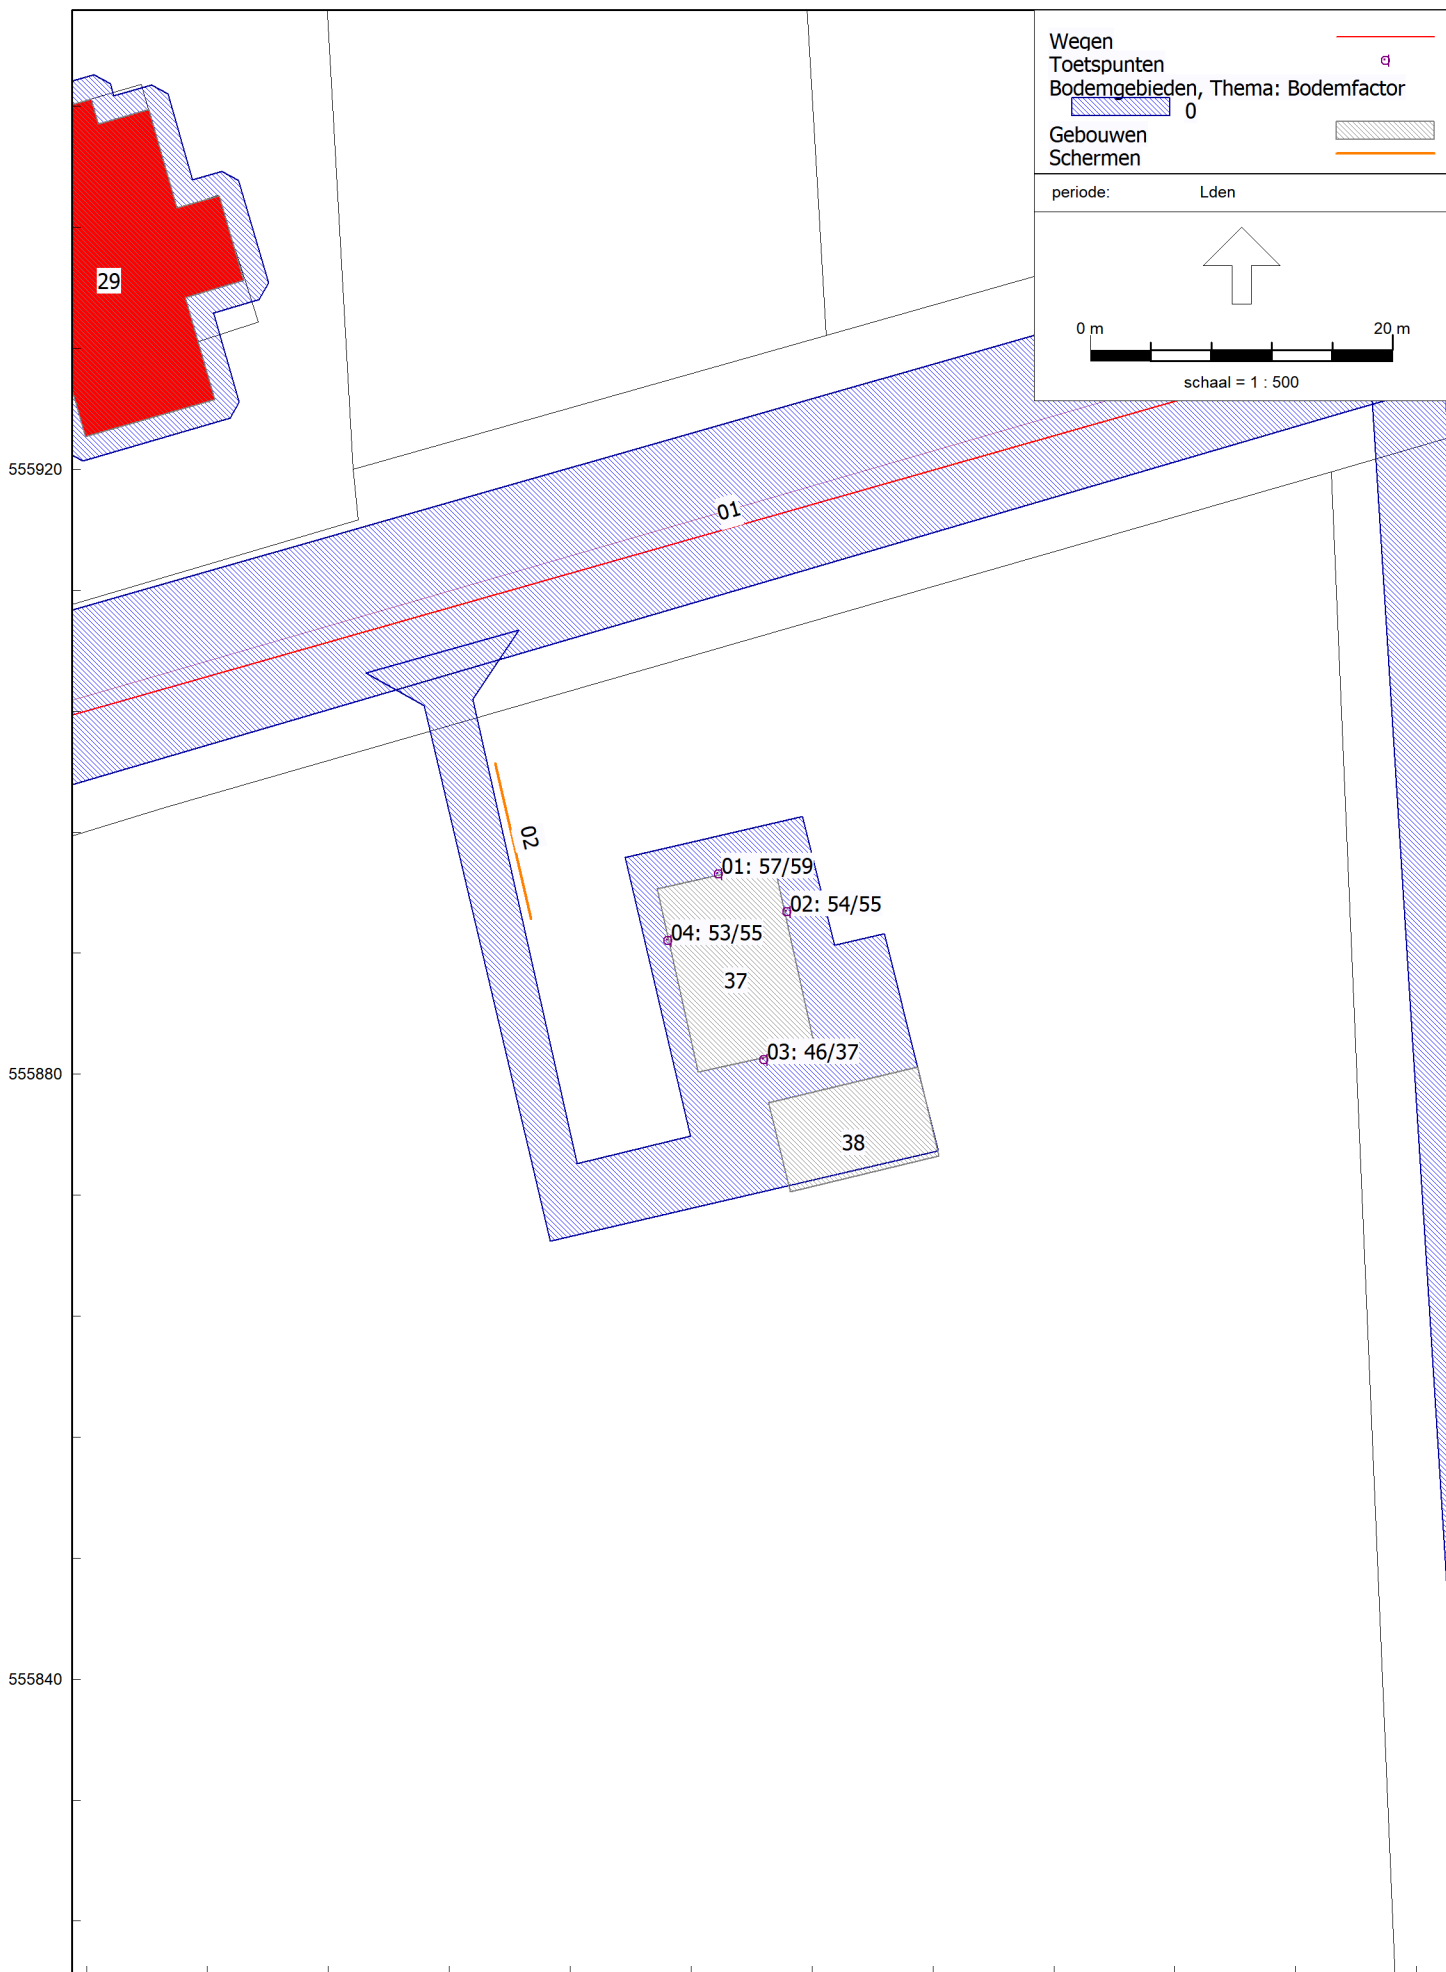 Wegen
Toetspunten
Bodemgebieden, Thema: Bodemfactor
0
Gebouwen
Schermen
periode: Lden
0 m 20 m
schaal = 1 : 500
29
555920
01
02
01: 57/59
02: 54/55
04: 53/55
37
03: 46/37
555880
38
555840